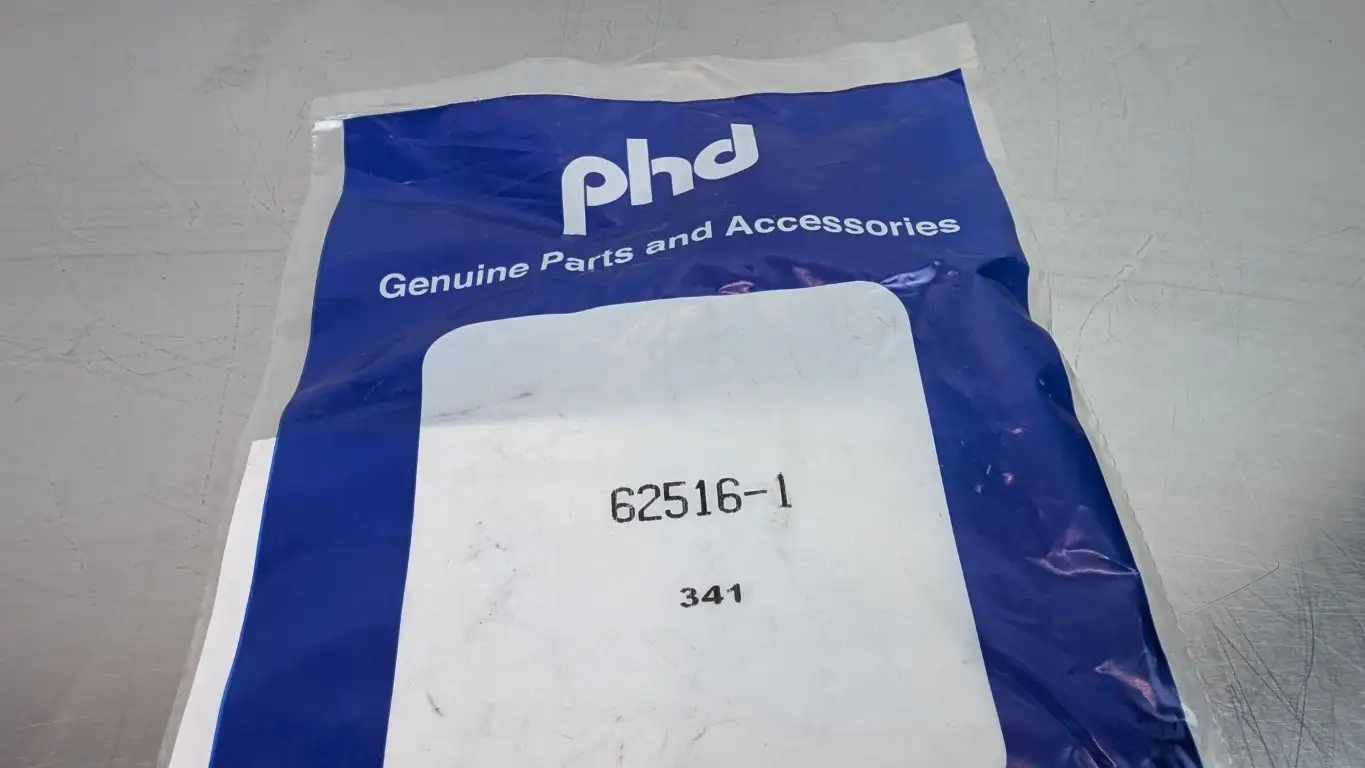 phd
Genuine Parts and Accessories
62516-1
341